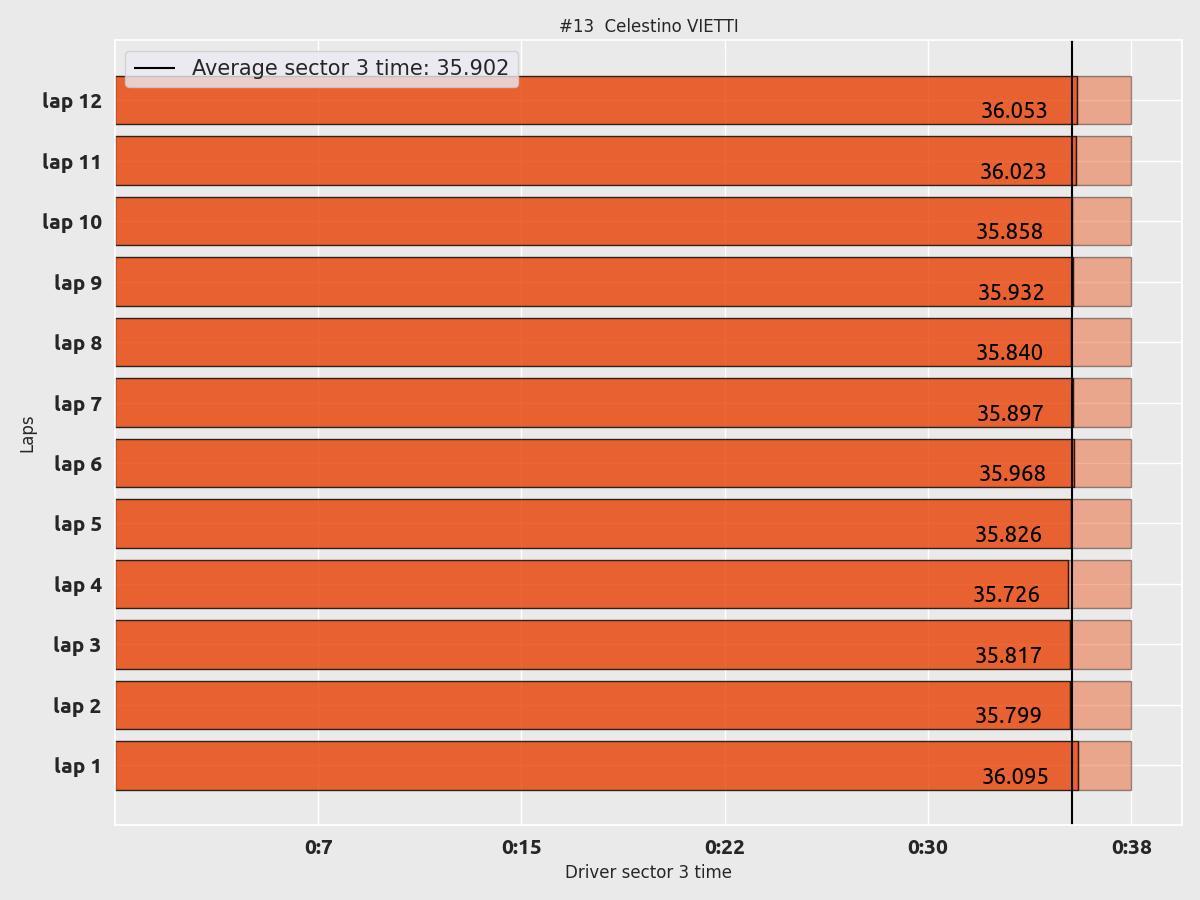 #13  Celestino VIETTI
Average sector 3 time: 35.902
lap 12 36.053
lap 11 36.023
lap 10 35.858
lap 9 35.932
lap 8 35.840
lap 7 35.897
lap 6 35.968
lap 5 35.826
lap 4 35.726
lap 3 35.817
lap 2 35.799
lap 1 36.095
Laps
0:7 0:15 0:22 0:30 0:38
Driver sector 3 time